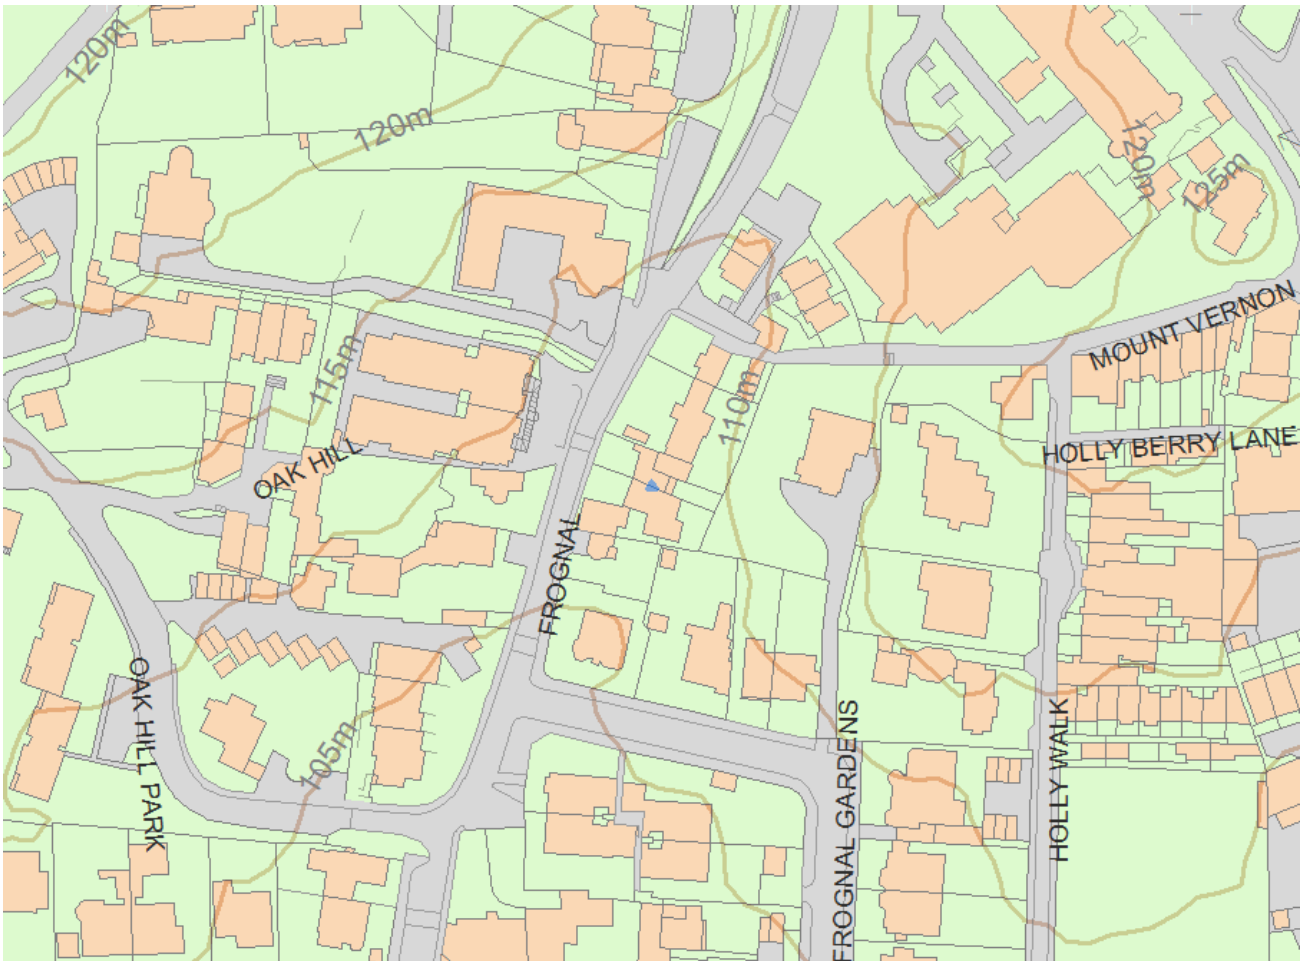 120m
120m
120m
125m
MOUNT VERNON
115m
110m
HOLLY BERRY LANE
OAK HILL
FROGNAL
OAK HILL PARK
105m
FROGNAL GARDENS
HOLLY WALK